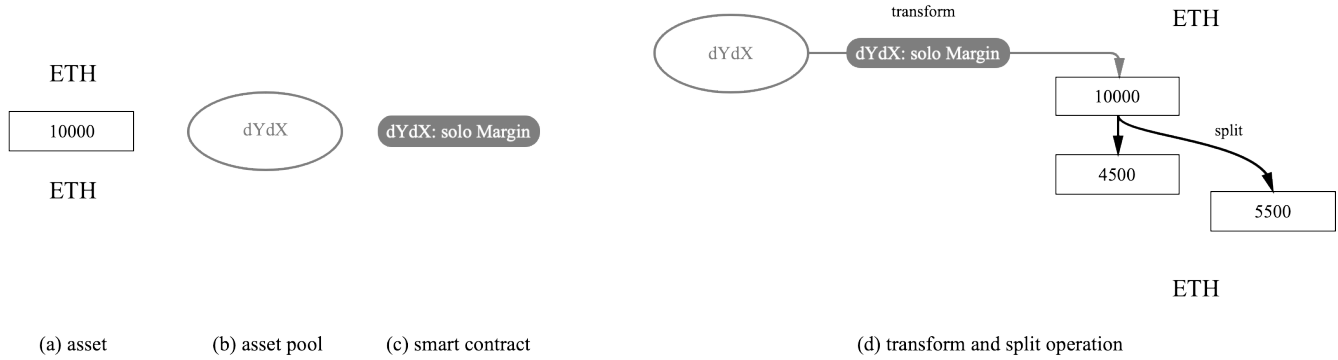 ETH
10000
ETH
dYdX
dYdX: solo Margin
transform
ETH
dYdX
dYdX: solo Margin
10000
split
4500
5500
ETH
(a) asset
(b) asset pool
(c) smart contract
(d) transform and split operation